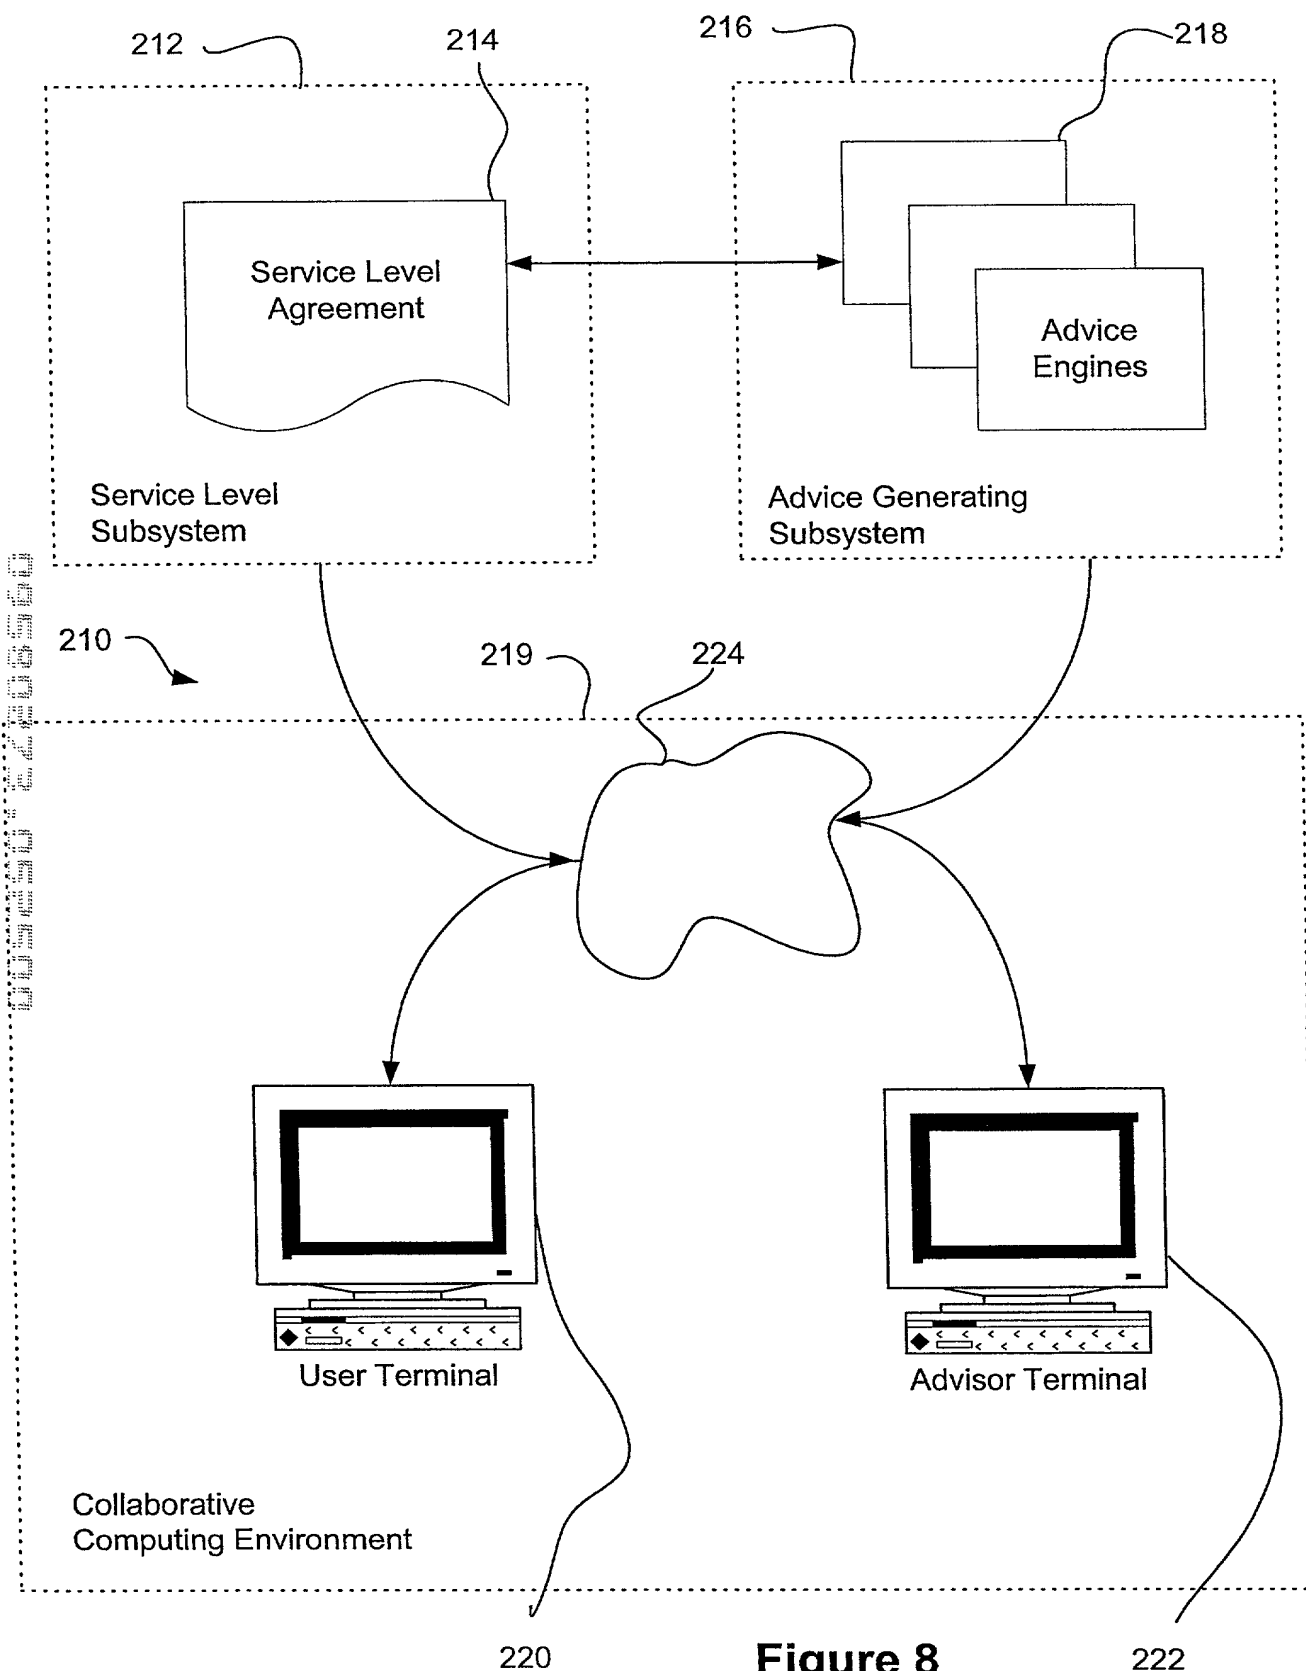 212
214
216
218
Service Level
Agreement
Advice
Engines
Service Level
Subsystem
Advice Generating
Subsystem
210
219
224
User Terminal
Advisor Terminal
Collaborative
Computing Environment
220
Figure 8
222